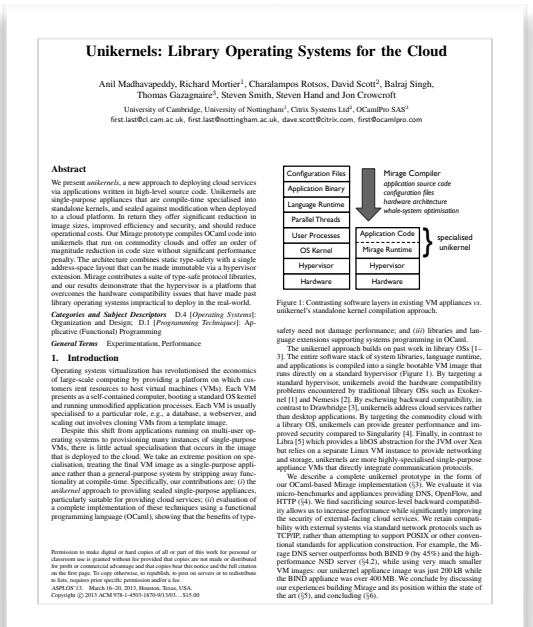 Unikernels: Library Operating Systems for the Cloud
Anil Madhavapeddy, Richard Mortier¹, Charalampos Rotsos, David Scott², Balraj Singh,
Thomas Gazagnaire³, Steven Smith, Steven Hand and Jon Crowcroft
University of Cambridge, University of Nottingham¹, Citrix Systems Ltd², OCamlPro SAS³
first.last@cl.cam.ac.uk, first.last@nottingham.ac.uk, dave.scott@citrix.com, first@ocamlpro.com
Abstract
We present unikernels, a new approach to deploying cloud services
via applications written in high-level source code. Unikernels are
single-purpose appliances that are compile-time specialised into
standalone kernels, and sealed against modification when deployed
to a cloud platform. In return they offer significant reduction in
image sizes, improved efficiency and security, and should reduce
operational costs. Our Mirage prototype compiles OCaml code into
unikernels that run on commodity clouds and offer an order of
magnitude reduction in code size without significant performance
penalty. The architecture combines static type-safety with a single
address-space layout that can be made immutable via a hypervisor
extension. Mirage contributes a suite of type-safe protocol libraries,
and our results demonstrate that the hypervisor is a platform that
overcomes the hardware compatibility issues that have made past
library operating systems impractical to deploy in the real-world.
Categories and Subject Descriptors D.4 [Operating Systems]:
Organization and Design; D.1 [Programming Techniques]: Ap-
plicative (Functional) Programming
General Terms Experimentation, Performance
1. Introduction
Operating system virtualization has revolutionised the economics
of large-scale computing by providing a platform on which cus-
tomers rent resources to host virtual machines (VMs). Each VM
presents as a self-contained computer, booting a standard OS kernel
and running unmodified application processes. Each VM is usually
specialised to a particular role, e.g., a database, a webserver, and
scaling out involves cloning VMs from a template image.
Despite this shift from applications running on multi-user op-
erating systems to provisioning many instances of single-purpose
VMs, there is little actual specialisation that occurs in the image
that is deployed to the cloud. We take an extreme position on spe-
cialisation, treating the final VM image as a single-purpose appli-
ance rather than a general-purpose system by stripping away func-
tionality at compile-time. Specifically, our contributions are: (i) the
unikernel approach to providing sealed single-purpose appliances,
particularly suitable for providing cloud services; (ii) evaluation of
a complete implementation of these techniques using a functional
programming language (OCaml), showing that the benefits of type-
Permission to make digital or hard copies of all or part of this work for personal or
classroom use is granted without fee provided that copies are not made or distributed
for profit or commercial advantage and that copies bear this notice and the full citation
on the first page. To copy otherwise, to republish, to post on servers or to redistribute
to lists, requires prior specific permission and/or a fee.
ASPLOS'13, March 16–20, 2013, Houston, Texas, USA.
Copyright © 2013 ACM 978-1-4503-1870-9/13/03...$15.00
Configuration Files
Application Binary
Language Runtime
Parallel Threads
User Processes
OS Kernel
Hypervisor
Hardware
Mirage Compiler
application source code
configuration files
hardware architecture
whole-system optimisation
Application Code
Mirage Runtime
Hypervisor
Hardware
specialised
unikernel
Figure 1: Contrasting software layers in existing VM appliances vs.
unikernel's standalone kernel compilation approach.
safety need not damage performance; and (iii) libraries and lan-
guage extensions supporting systems programming in OCaml.
The unikernel approach builds on past work in library OSs [1–
3]. The entire software stack of system libraries, language runtime,
and applications is compiled into a single bootable VM image that
runs directly on a standard hypervisor (Figure 1). By targeting a
standard hypervisor, unikernels avoid the hardware compatibility
problems encountered by traditional library OSs such as Exoker-
nel [1] and Nemesis [2]. By eschewing backward compatibility, in
contrast to Drawbridge [3], unikernels address cloud services rather
than desktop applications. By targeting the commodity cloud with
a library OS, unikernels can provide greater performance and im-
proved security compared to Singularity [4]. Finally, in contrast to
Libra [5] which provides a libOS abstraction for the JVM over Xen
but relies on a separate Linux VM instance to provide networking
and storage, unikernels are more highly-specialised single-purpose
appliance VMs that directly integrate communication protocols.
We describe a complete unikernel prototype in the form of
our OCaml-based Mirage implementation (§3). We evaluate it via
micro-benchmarks and appliances providing DNS, OpenFlow, and
HTTP (§4). We find sacrificing source-level backward compatibil-
ity allows us to increase performance while significantly improving
the security of external-facing cloud services. We retain compati-
bility with external systems via standard network protocols such as
TCP/IP, rather than attempting to support POSIX or other conven-
tional standards for application construction. For example, the Mi-
rage DNS server outperforms both BIND 9 (by 45%) and the high-
performance NSD server (§4.2), while using very much smaller
VM images: our unikernel appliance image was just 200 kB while
the BIND appliance was over 400 MB. We conclude by discussing
our experiences building Mirage and its position within the state of
the art (§5), and concluding (§6).